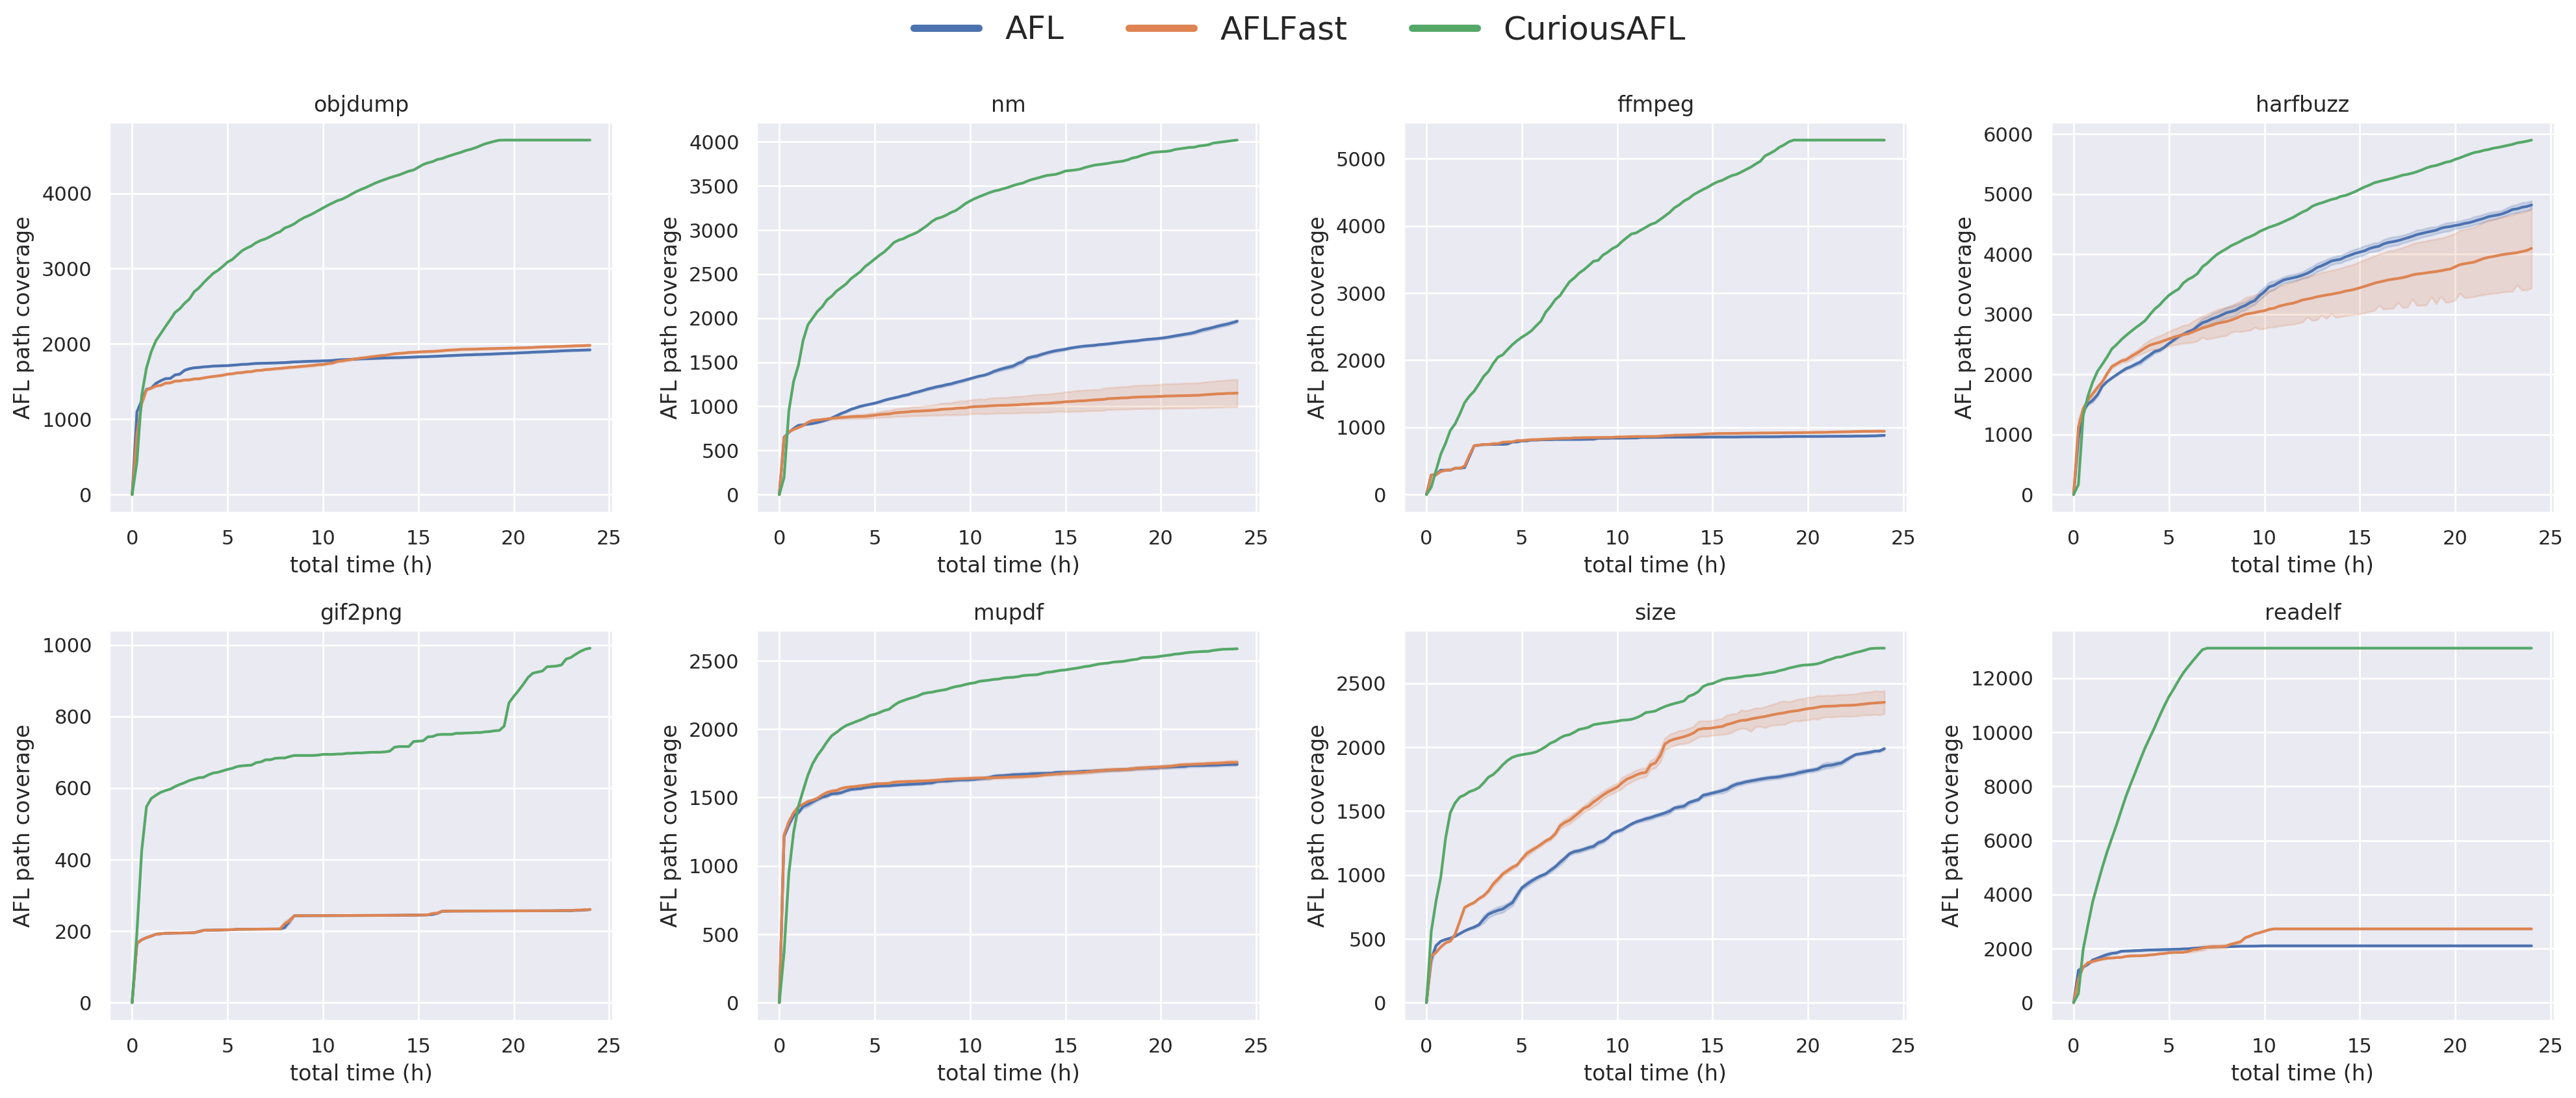 AFL AFLFast CuriousAFL
objdump nm ffmpeg harfbuzz
AFL path coverage
0
1000
2000
3000
4000
0 5 10 15 20 25
total time (h)
AFL path coverage
0
500
1000
1500
2000
2500
3000
3500
4000
0 5 10 15 20 25
total time (h)
AFL path coverage
0
1000
2000
3000
4000
5000
0 5 10 15 20 25
total time (h)
AFL path coverage
0
1000
2000
3000
4000
5000
6000
0 5 10 15 20 25
total time (h)
gif2png mupdf size readelf
AFL path coverage
0
200
400
600
800
1000
0 5 10 15 20 25
total time (h)
AFL path coverage
0
500
1000
1500
2000
2500
0 5 10 15 20 25
total time (h)
AFL path coverage
0
500
1000
1500
2000
2500
0 5 10 15 20 25
total time (h)
AFL path coverage
0
2000
4000
6000
8000
10000
12000
0 5 10 15 20 25
total time (h)